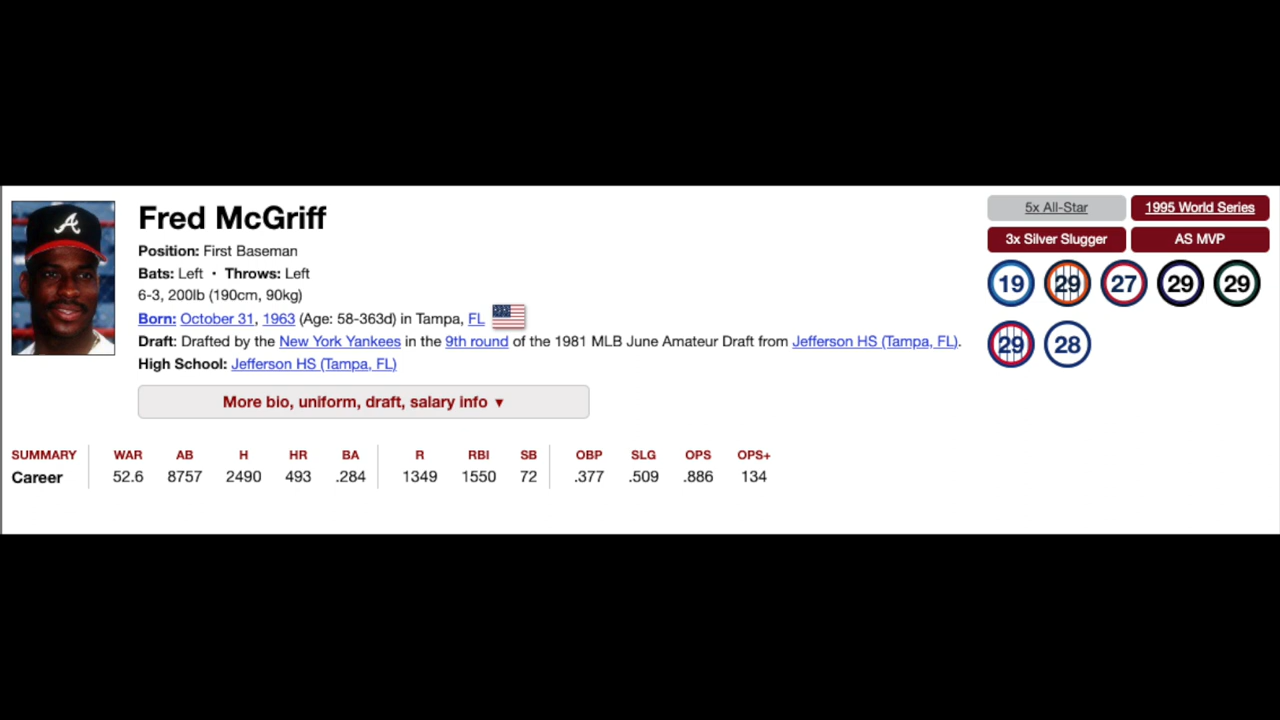 Fred McGriff
Position: First Baseman
Bats: Left • Throws: Left
6-3, 200lb (190cm, 90kg)
Born: October 31, 1963 (Age: 58-363d) in Tampa, FL
Draft: Drafted by the New York Yankees in the 9th round of the 1981 MLB June Amateur Draft from Jefferson HS (Tampa, FL).
High School: Jefferson HS (Tampa, FL)
More bio, uniform, draft, salary info ▼
5x All-Star 1995 World Series
3x Silver Slugger AS MVP
19 29 27 29 29
29 28
SUMMARY WAR AB H HR BA R RBI SB OBP SLG OPS OPS+
Career 52.6 8757 2490 493 .284 1349 1550 72 .377 .509 .886 134
A